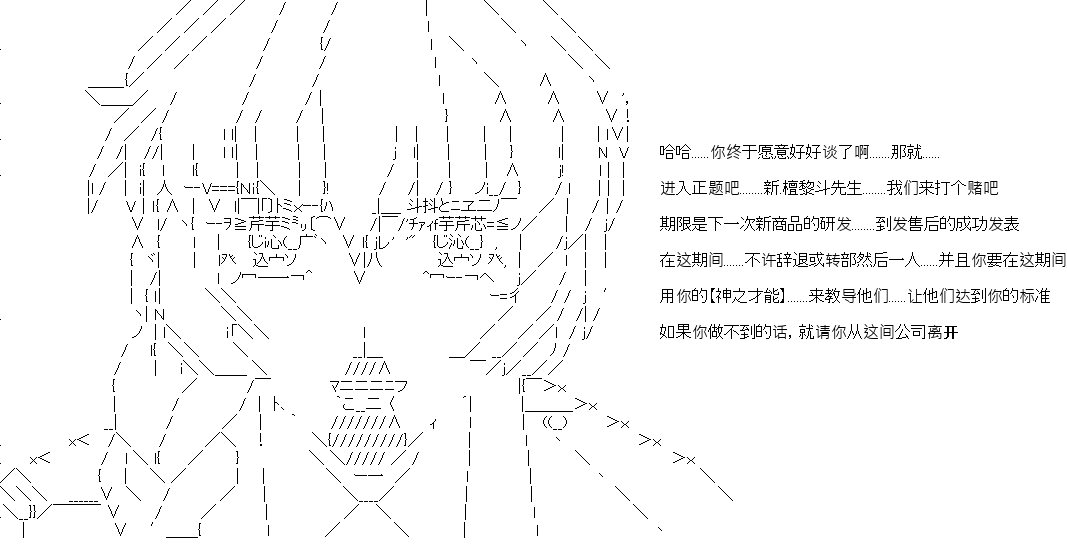 哈哈......你终于愿意好好谈了啊.......那就......
进入正题吧.......新.檀黎斗先生........我们来打个赌吧
期限是下一次新商品的研发........到发售后的成功发表
在这期间.......不许辞退或转部然后一人......并且你要在这期间
用你的【神之才能】.......来教导他们......让他们达到你的标准
如果你做不到的话，就请你从这间公司离开